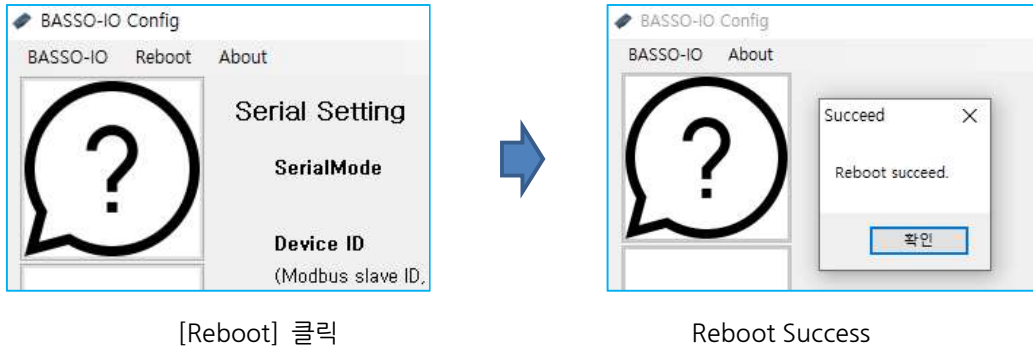 BASSO-IO Config
BASSO-IO Reboot About
Serial Setting
SerialMode
Device ID
(Modbus slave ID,
[Reboot] 클릭
BASSO-IO Config
BASSO-IO About
Succeed
Reboot succeed.
확인
Reboot Success